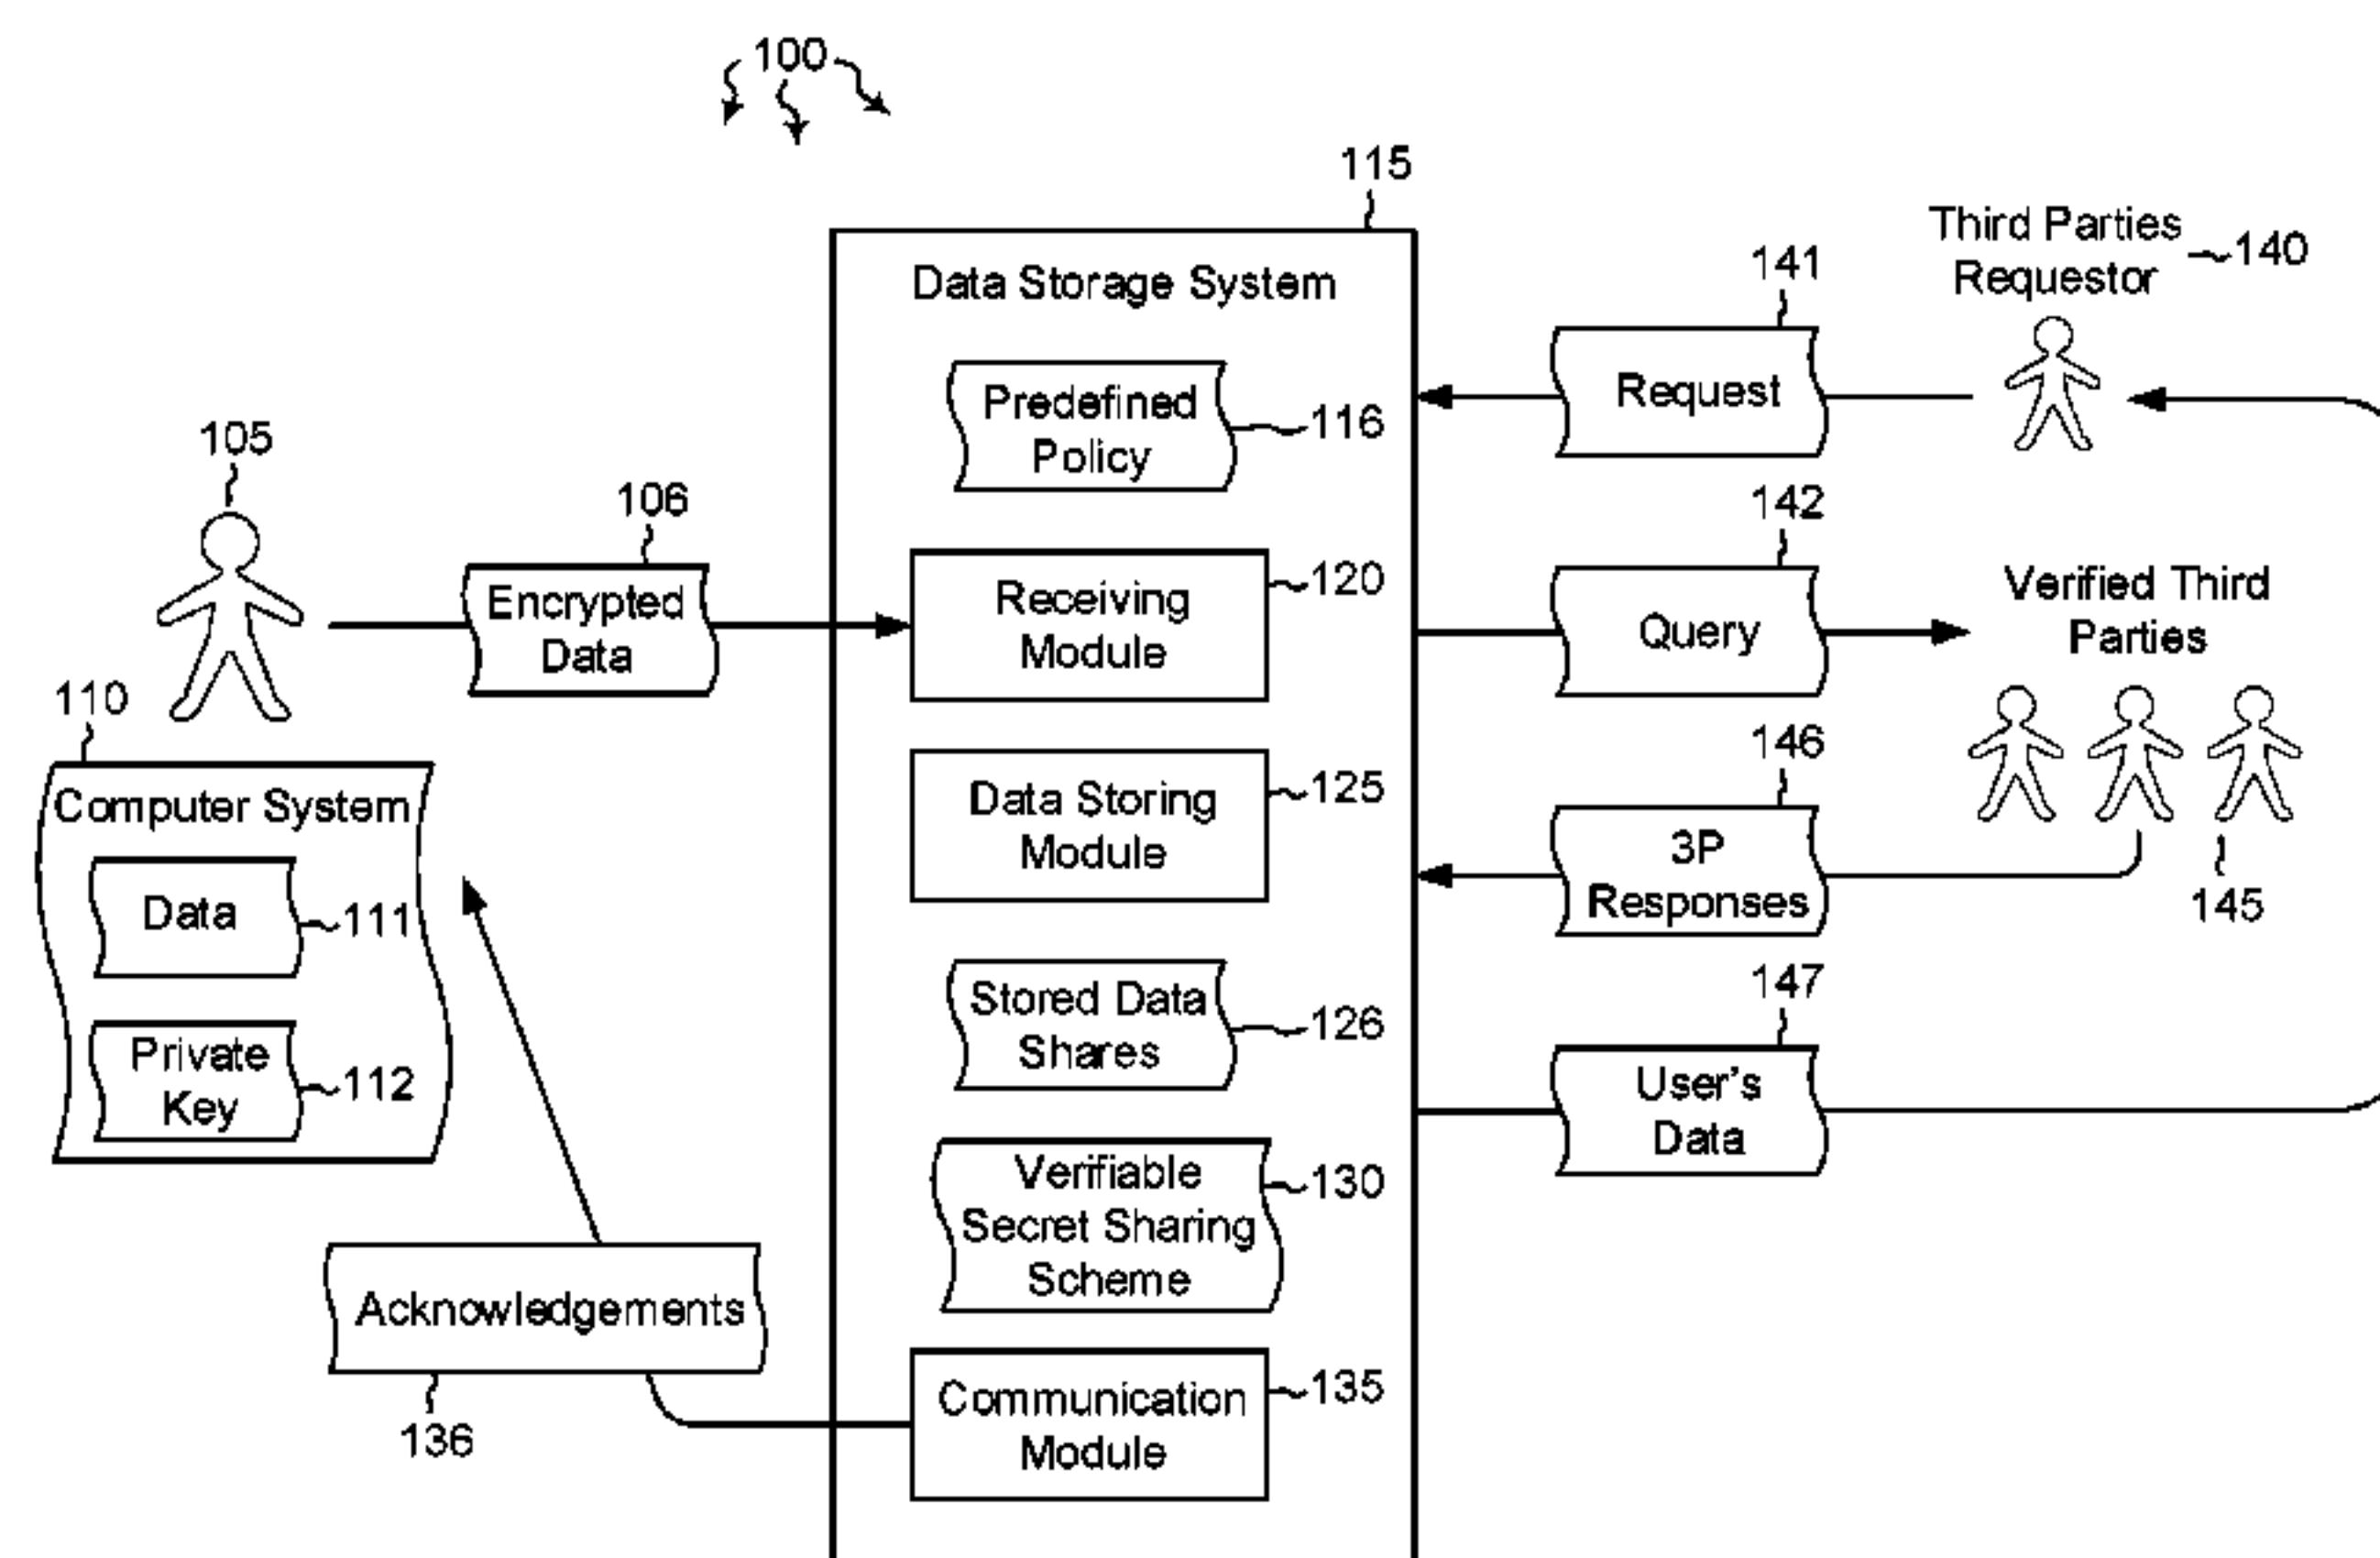 100
115
Data Storage System
Predefined
Policy
116
Receiving
Module
120
Data Storing
Module
125
Stored Data
Shares
126
Verifiable
Secret Sharing
Scheme
130
Communication
Module
135
105
106
Encrypted
Data
110
Computer System
Data
111
Private
Key
112
Acknowledgements
136
Third Parties
Requestor
140
141
Request
142
Query
Verified Third
Parties
145
146
3P
Responses
147
User's
Data